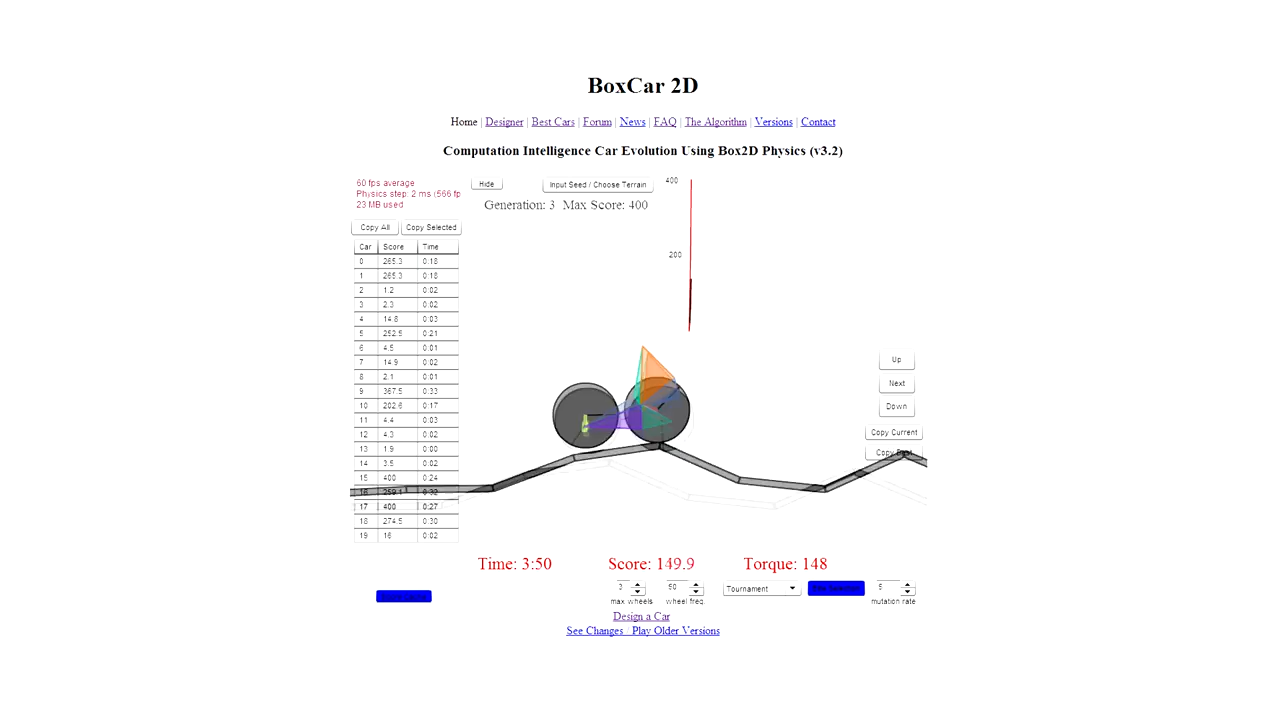 BoxCar 2D
Home | Designer | Best Cars | Forum | News | FAQ | The Algorithm | Versions | Contact
Computation Intelligence Car Evolution Using Box2D Physics (v3.2)
60 fps average
Physics step: 2 ms (566 fp
23 MB used
Hide
Input Seed / Choose Terrain
Generation: 3 Max Score: 400
400
200
Copy All
Copy Selected
Car Score Time
0 265.3 0:18
1 265.3 0:18
2 1.2 0:02
3 2.3 0:02
4 14.8 0:03
5 252.5 0:21
6 4.5 0:01
7 14.9 0:02
8 2.1 0:01
9 367.5 0:33
10 202.6 0:17
11 4.4 0:03
12 4.3 0:02
13 1.9 0:00
14 3.5 0:02
15 400 0:24
16 259.1 0:32
17 400 0:27
18 274.5 0:30
19 16 0:02
Up
Next
Down
Copy Current
Copy Best
Time: 3:50 Score: 149.9 Torque: 148
3
max wheels
50
wheel freq.
Tournament
5
mutation rate
Design a Car
See Changes / Play Older Versions